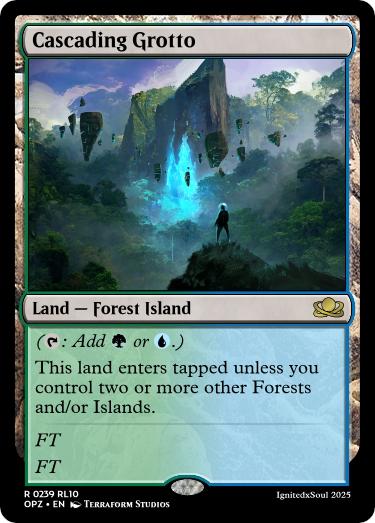 Cascading Grotto
Land — Forest Island
(: Add or .)
This land enters tapped unless you
control two or more other Forests
and/or Islands.
FT
FT
R 0239 RL10
OPZ • EN Terraform Studios
IgnitedxSoul 2025